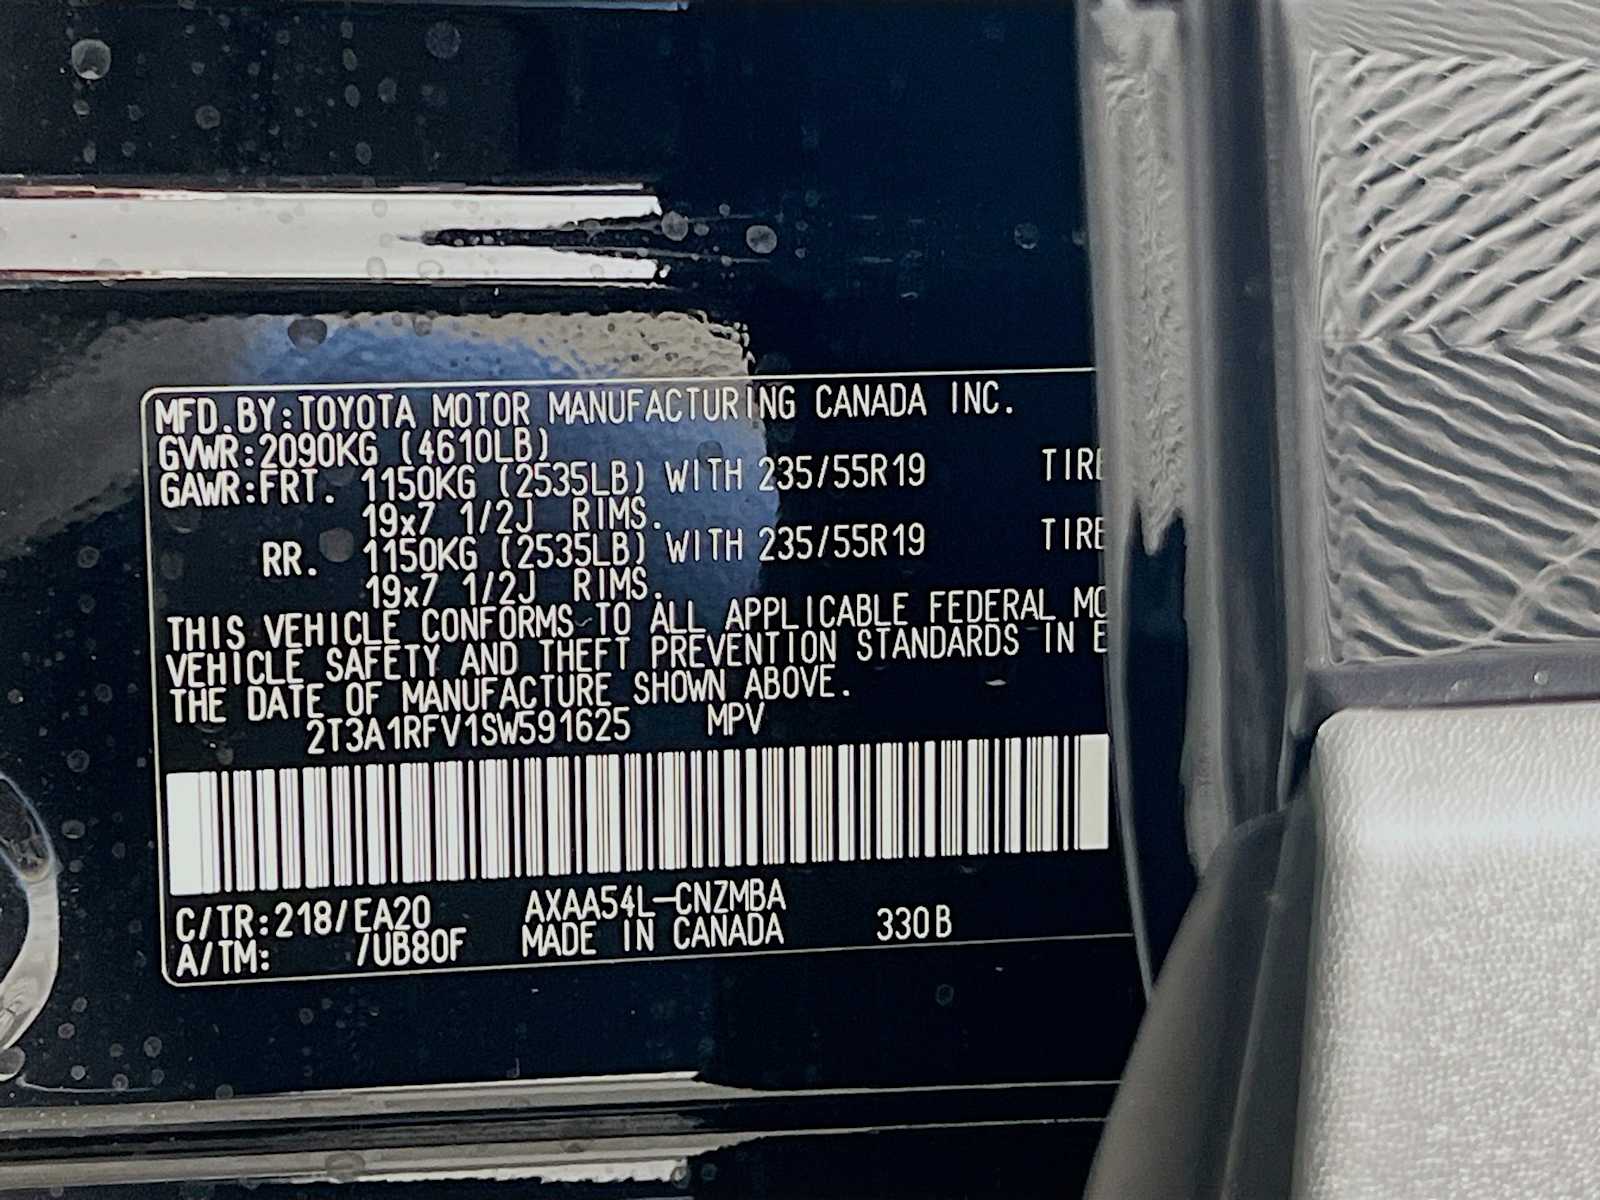 MFD.BY:TOYOTA MOTOR MANUFACTURING CANADA INC.
GVWR:2090KG (4610LB)
GAWR:FRT. 1150KG (2535LB) WITH 235/55R19 TIRE
19x7 1/2J RIMS.
RR. 1150KG (2535LB) WITH 235/55R19 TIRE
19x7 1/2J RIMS.
THIS VEHICLE CONFORMS TO ALL APPLICABLE FEDERAL MO
VEHICLE SAFETY AND THEFT PREVENTION STANDARDS IN E
THE DATE OF MANUFACTURE SHOWN ABOVE.
2T3A1RFV1SW591625 MPV
C/TR:218/EA20 AXAA54L-CNZMBA
A/TM: /UB80F MADE IN CANADA 330B